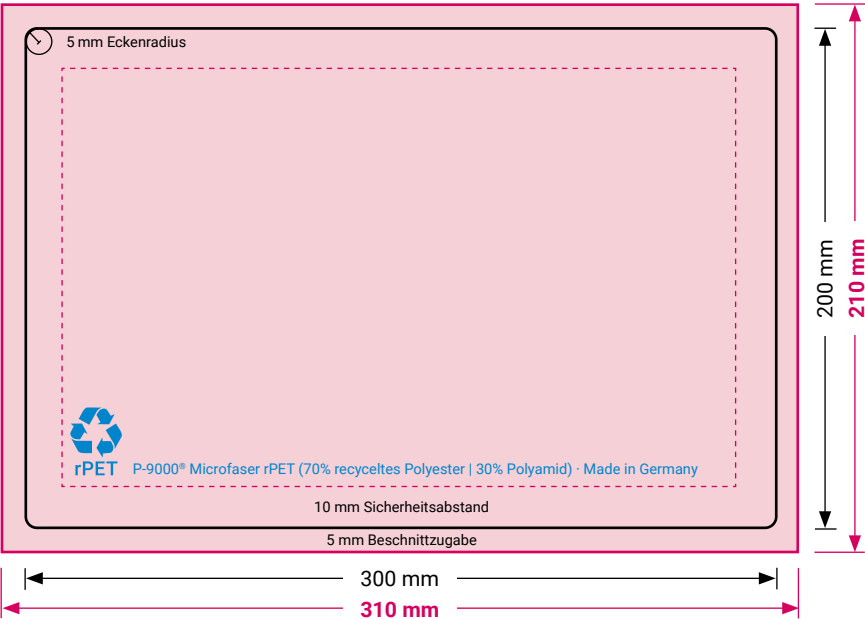 5 mm Eckenradius
200 mm
210 mm
rPET
P-9000® Microfaser rPET (70% recyceltes Polyester | 30% Polyamid) · Made in Germany
10 mm Sicherheitsabstand
5 mm Beschnittzugabe
300 mm
310 mm